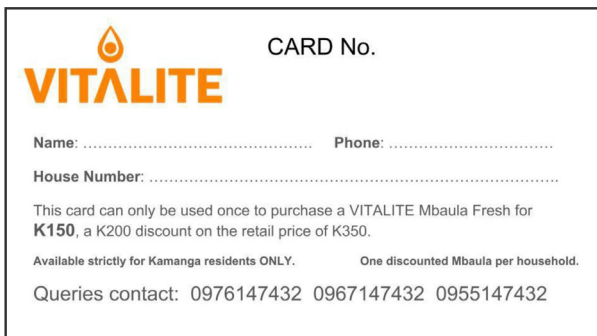 CARD No.
VITALITE
Name: ............................................. Phone: .................................
House Number: ...................................................................................
This card can only be used once to purchase a VITALITE Mbaula Fresh for
K150, a K200 discount on the retail price of K350.
Available strictly for Kamanga residents ONLY. One discounted Mbaula per household.
Queries contact: 0976147432 0967147432 0955147432